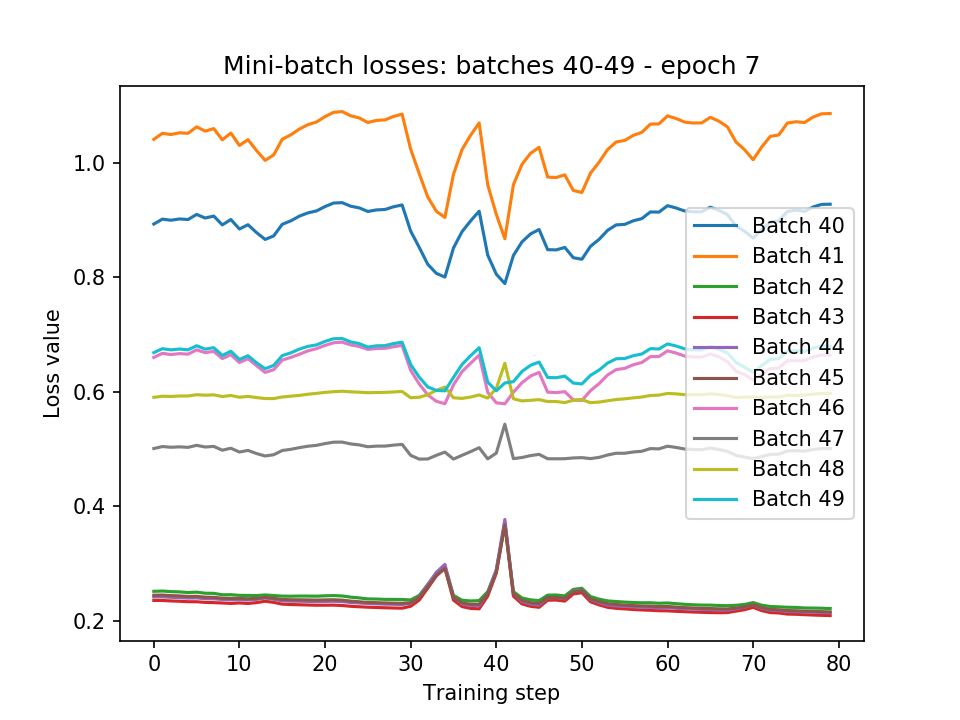 Mini-batch losses: batches 40-49 - epoch 7
Loss value
1.0
0.8
0.6
0.4
0.2
Batch 40
Batch 41
Batch 42
Batch 43
Batch 44
Batch 45
Batch 46
Batch 47
Batch 48
Batch 49
0 10 20 30 40 50 60 70 80
Training step